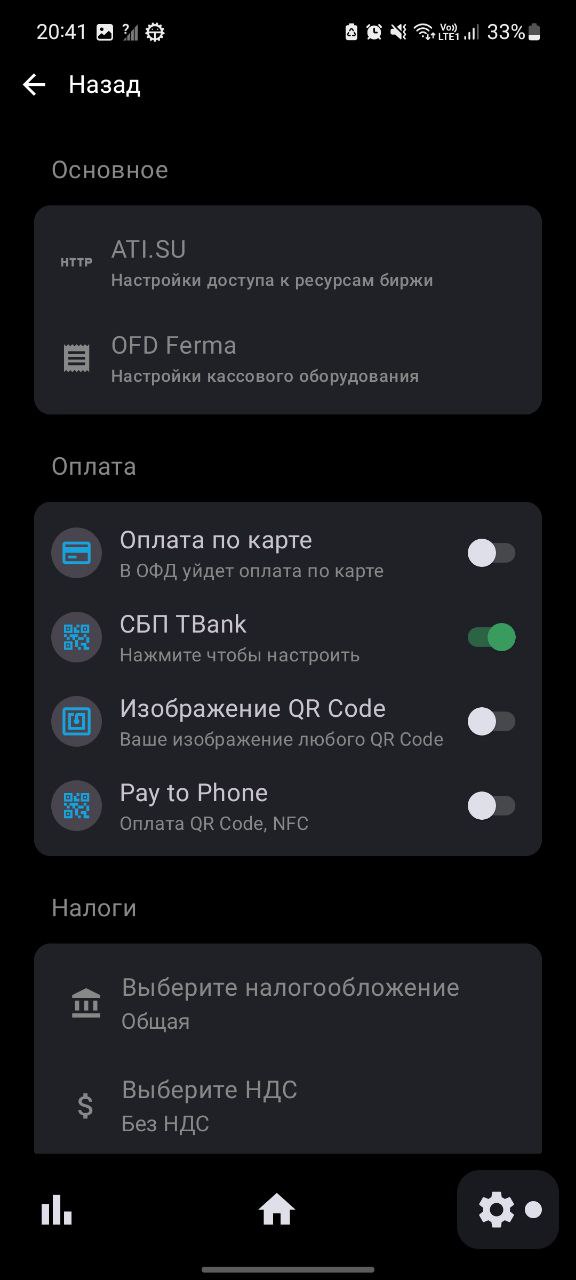 20:41
Vo))
LTE1
33%
Назад
Основное
HTTP
ATI.SU
Настройки доступа к ресурсам биржи
OFD Ferma
Настройки кассового оборудования
Оплата
Оплата по карте
В ОФД уйдет оплата по карте
СБП TBank
Нажмите чтобы настроить
Изображение QR Code
Ваше изображение любого QR Code
Pay to Phone
Оплата QR Code, NFC
Налоги
Выберите налогообложение
Общая
Выберите НДС
Без НДС